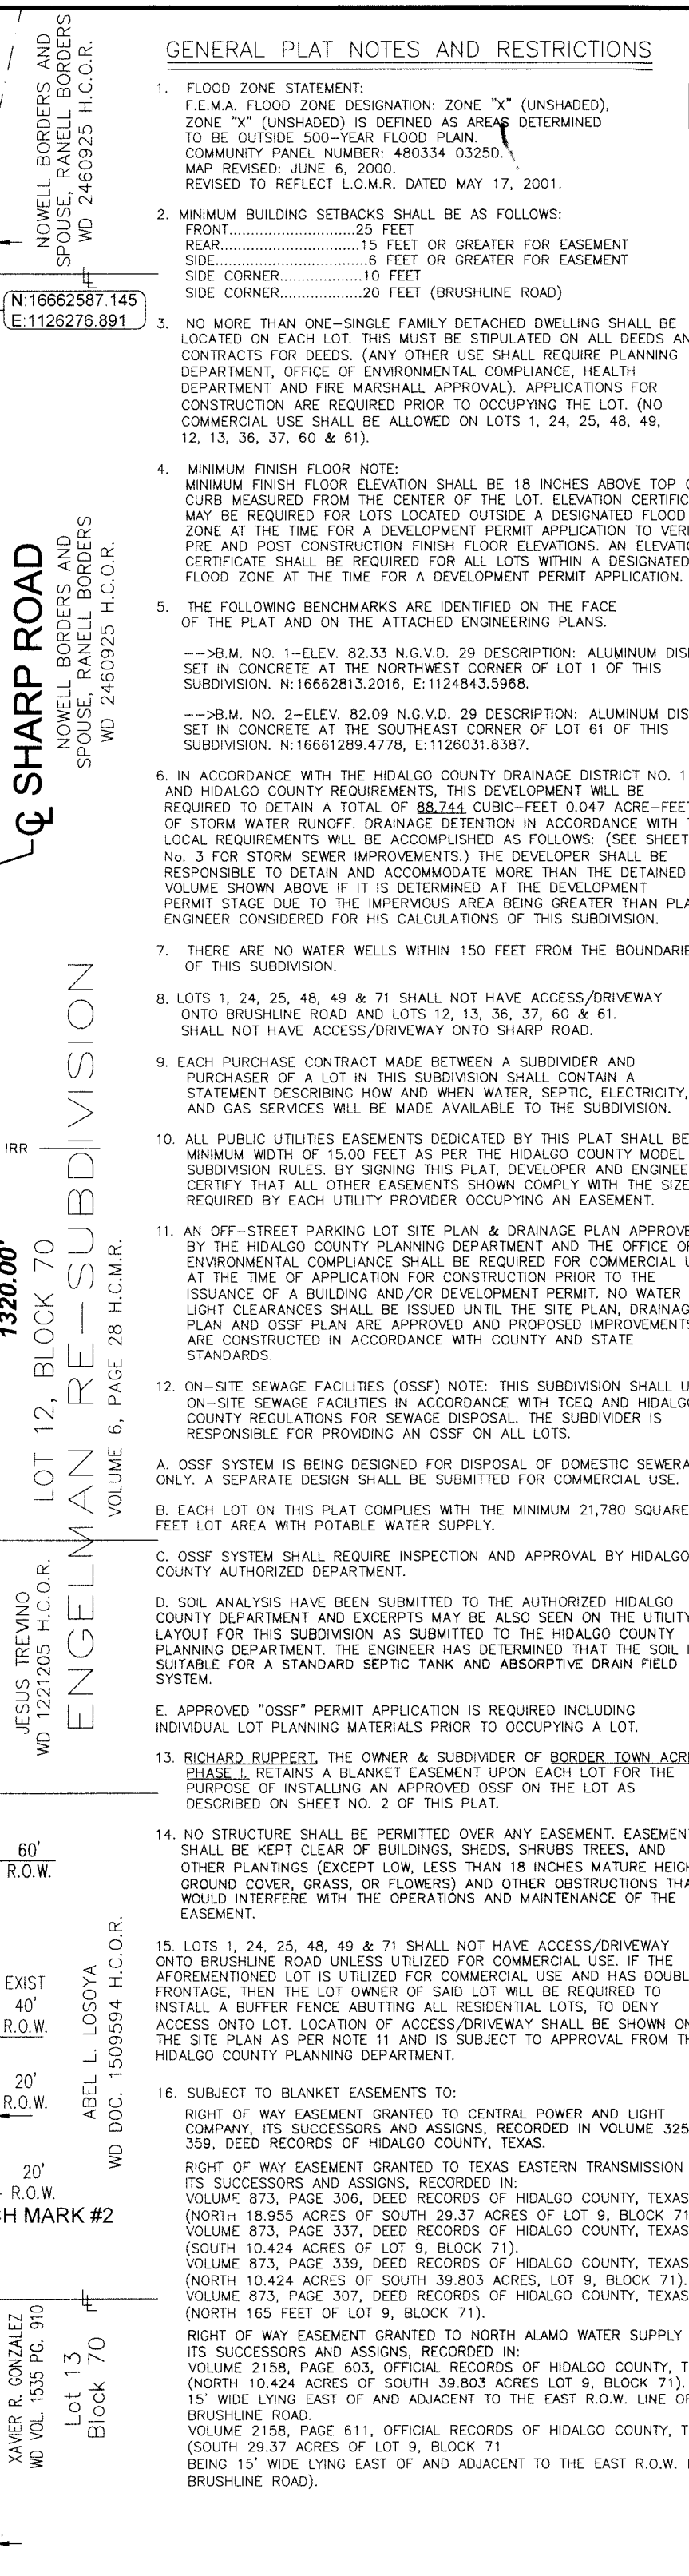 NOWELL BORDERS AND
SPOUSE, RANELL BORDERS
WD 2460925 H.C.O.R.
N:16662587.145
E:1126276.891
℄ SHARP ROAD
NOWELL BORDERS AND
SPOUSE, RANELL BORDERS
WD 2460925 H.C.O.R.
IRR
1320.00'
LOT 12, BLOCK 70
ENGELMAN RE-SUBDIVISION
VOLUME 6, PAGE 28 H.C.M.R.
JESUS TREVINO
WD 1221205 H.C.O.R.
60'
R.O.W.
EXIST
40'
R.O.W.
20'
R.O.W.
20'
R.O.W.
ABEL L. LOSOYA
WD DOC. 1509594 H.C.O.R.
CH MARK #2
XAVIER R. GONZALEZ
WD VOL. 1535 PG. 910
Lot 13
Block 70
GENERAL PLAT NOTES AND RESTRICTIONS
1. FLOOD ZONE STATEMENT:
F.E.M.A. FLOOD ZONE DESIGNATION: ZONE "X" (UNSHADED),
ZONE "X" (UNSHADED) IS DEFINED AS AREAS DETERMINED
TO BE OUTSIDE 500-YEAR FLOOD PLAIN.
COMMUNITY PANEL NUMBER: 480334 0325D.
MAP REVISED: JUNE 6, 2000.
REVISED TO REFLECT L.O.M.R. DATED MAY 17, 2001.
2. MINIMUM BUILDING SETBACKS SHALL BE AS FOLLOWS:
FRONT...........................25 FEET
REAR..............................15 FEET OR GREATER FOR EASEMENT
SIDE................................6 FEET OR GREATER FOR EASEMENT
SIDE CORNER..................10 FEET
SIDE CORNER..................20 FEET (BRUSHLINE ROAD)
3. NO MORE THAN ONE-SINGLE FAMILY DETACHED DWELLING SHALL BE
LOCATED ON EACH LOT. THIS MUST BE STIPULATED ON ALL DEEDS AN
CONTRACTS FOR DEEDS. (ANY OTHER USE SHALL REQUIRE PLANNING
DEPARTMENT, OFFICE OF ENVIRONMENTAL COMPLIANCE, HEALTH
DEPARTMENT AND FIRE MARSHALL APPROVAL). APPLICATIONS FOR
CONSTRUCTION ARE REQUIRED PRIOR TO OCCUPYING THE LOT. (NO
COMMERCIAL USE SHALL BE ALLOWED ON LOTS 1, 24, 25, 48, 49,
12, 13, 36, 37, 60 & 61).
4. MINIMUM FINISH FLOOR NOTE:
MINIMUM FINISH FLOOR ELEVATION SHALL BE 18 INCHES ABOVE TOP O
CURB MEASURED FROM THE CENTER OF THE LOT. ELEVATION CERTIFIC
MAY BE REQUIRED FOR LOTS LOCATED OUTSIDE A DESIGNATED FLOOD
ZONE AT THE TIME FOR A DEVELOPMENT PERMIT APPLICATION TO VERI
PRE AND POST CONSTRUCTION FINISH FLOOR ELEVATIONS. AN ELEVATIO
CERTIFICATE SHALL BE REQUIRED FOR ALL LOTS WITHIN A DESIGNATED
FLOOD ZONE AT THE TIME FOR A DEVELOPMENT PERMIT APPLICATION.
5. THE FOLLOWING BENCHMARKS ARE IDENTIFIED ON THE FACE
OF THE PLAT AND ON THE ATTACHED ENGINEERING PLANS.
-->B.M. NO. 1-ELEV. 82.33 N.G.V.D. 29 DESCRIPTION: ALUMINUM DIS
SET IN CONCRETE AT THE NORTHWEST CORNER OF LOT 1 OF THIS
SUBDIVISION. N:16662813.2016, E:1124843.5968.
-->B.M. NO. 2-ELEV. 82.09 N.G.V.D. 29 DESCRIPTION: ALUMINUM DIS
SET IN CONCRETE AT THE SOUTHEAST CORNER OF LOT 61 OF THIS
SUBDIVISION. N:16661289.4778, E:1126031.8387.
6. IN ACCORDANCE WITH THE HIDALGO COUNTY DRAINAGE DISTRICT NO. 1
AND HIDALGO COUNTY REQUIREMENTS, THIS DEVELOPMENT WILL BE
REQUIRED TO DETAIN A TOTAL OF 88,744 CUBIC-FEET 0.047 ACRE-FEET
OF STORM WATER RUNOFF. DRAINAGE DETENTION IN ACCORDANCE WITH
LOCAL REQUIREMENTS WILL BE ACCOMPLISHED AS FOLLOWS: (SEE SHEET
No. 3 FOR STORM SEWER IMPROVEMENTS.) THE DEVELOPER SHALL BE
RESPONSIBLE TO DETAIN AND ACCOMMODATE MORE THAN THE DETAINED
VOLUME SHOWN ABOVE IF IT IS DETERMINED AT THE DEVELOPMENT
PERMIT STAGE DUE TO THE IMPERVIOUS AREA BEING GREATER THAN PLA
ENGINEER CONSIDERED FOR HIS CALCULATIONS OF THIS SUBDIVISION.
7. THERE ARE NO WATER WELLS WITHIN 150 FEET FROM THE BOUNDARIE
OF THIS SUBDIVISION.
8. LOTS 1, 24, 25, 48, 49 & 71 SHALL NOT HAVE ACCESS/DRIVEWAY
ONTO BRUSHLINE ROAD AND LOTS 12, 13, 36, 37, 60 & 61.
SHALL NOT HAVE ACCESS/DRIVEWAY ONTO SHARP ROAD.
9. EACH PURCHASE CONTRACT MADE BETWEEN A SUBDIVIDER AND
PURCHASER OF A LOT IN THIS SUBDIVISION SHALL CONTAIN A
STATEMENT DESCRIBING HOW AND WHEN WATER, SEPTIC, ELECTRICITY,
AND GAS SERVICES WILL BE MADE AVAILABLE TO THE SUBDIVISION.
10. ALL PUBLIC UTILITIES EASEMENTS DEDICATED BY THIS PLAT SHALL BE
MINIMUM WIDTH OF 15.00 FEET AS PER THE HIDALGO COUNTY MODEL
SUBDIVISION RULES. BY SIGNING THIS PLAT, DEVELOPER AND ENGINEE
CERTIFY THAT ALL OTHER EASEMENTS SHOWN COMPLY WITH THE SIZE
REQUIRED BY EACH UTILITY PROVIDER OCCUPYING AN EASEMENT.
11. AN OFF-STREET PARKING LOT SITE PLAN & DRAINAGE PLAN APPROVE
BY THE HIDALGO COUNTY PLANNING DEPARTMENT AND THE OFFICE OF
ENVIRONMENTAL COMPLIANCE SHALL BE REQUIRED FOR COMMERCIAL U
AT THE TIME OF APPLICATION FOR CONSTRUCTION PRIOR TO THE
ISSUANCE OF A BUILDING AND/OR DEVELOPMENT PERMIT. NO WATER
LIGHT CLEARANCES SHALL BE ISSUED UNTIL THE SITE PLAN, DRAINAG
PLAN AND OSSF PLAN ARE APPROVED AND PROPOSED IMPROVEMENTS
ARE CONSTRUCTED IN ACCORDANCE WITH COUNTY AND STATE
STANDARDS.
12. ON-SITE SEWAGE FACILITIES (OSSF) NOTE: THIS SUBDIVISION SHALL U
ON-SITE SEWAGE FACILITIES IN ACCORDANCE WITH TCEQ AND HIDALGO
COUNTY REGULATIONS FOR SEWAGE DISPOSAL. THE SUBDIVIDER IS
RESPONSIBLE FOR PROVIDING AN OSSF ON ALL LOTS.
A. OSSF SYSTEM IS BEING DESIGNED FOR DISPOSAL OF DOMESTIC SEWERA
ONLY. A SEPARATE DESIGN SHALL BE SUBMITTED FOR COMMERCIAL USE.
B. EACH LOT ON THIS PLAT COMPLIES WITH THE MINIMUM 21,780 SQUARE
FEET LOT AREA WITH POTABLE WATER SUPPLY.
C. OSSF SYSTEM SHALL REQUIRE INSPECTION AND APPROVAL BY HIDALGO
COUNTY AUTHORIZED DEPARTMENT.
D. SOIL ANALYSIS HAVE BEEN SUBMITTED TO THE AUTHORIZED HIDALGO
COUNTY DEPARTMENT AND EXCERPTS MAY BE ALSO SEEN ON THE UTILITY
LAYOUT FOR THIS SUBDIVISION AS SUBMITTED TO THE HIDALGO COUNTY
PLANNING DEPARTMENT. THE ENGINEER HAS DETERMINED THAT THE SOIL I
SUITABLE FOR A STANDARD SEPTIC TANK AND ABSORPTIVE DRAIN FIELD
SYSTEM.
E. APPROVED "OSSF" PERMIT APPLICATION IS REQUIRED INCLUDING
INDIVIDUAL LOT PLANNING MATERIALS PRIOR TO OCCUPYING A LOT.
13. RICHARD RUPPERT, THE OWNER & SUBDIVIDER OF BORDER TOWN ACRE
PHASE I, RETAINS A BLANKET EASEMENT UPON EACH LOT FOR THE
PURPOSE OF INSTALLING AN APPROVED OSSF ON THE LOT AS
DESCRIBED ON SHEET NO. 2 OF THIS PLAT.
14. NO STRUCTURE SHALL BE PERMITTED OVER ANY EASEMENT. EASEMENT
SHALL BE KEPT CLEAR OF BUILDINGS, SHEDS, SHRUBS TREES, AND
OTHER PLANTINGS (EXCEPT LOW, LESS THAN 18 INCHES MATURE HEIGH
GROUND COVER, GRASS, OR FLOWERS) AND OTHER OBSTRUCTIONS THA
WOULD INTERFERE WITH THE OPERATIONS AND MAINTENANCE OF THE
EASEMENT.
15. LOTS 1, 24, 25, 48, 49 & 71 SHALL NOT HAVE ACCESS/DRIVEWAY
ONTO BRUSHLINE ROAD UNLESS UTILIZED FOR COMMERCIAL USE. IF THE
AFOREMENTIONED LOT IS UTILIZED FOR COMMERCIAL USE AND HAS DOUBL
FRONTAGE, THEN THE LOT OWNER OF SAID LOT WILL BE REQUIRED TO
INSTALL A BUFFER FENCE ABUTTING ALL RESIDENTIAL LOTS, TO DENY
ACCESS ONTO LOT. LOCATION OF ACCESS/DRIVEWAY SHALL BE SHOWN ON
THE SITE PLAN AS PER NOTE 11 AND IS SUBJECT TO APPROVAL FROM TH
HIDALGO COUNTY PLANNING DEPARTMENT.
16. SUBJECT TO BLANKET EASEMENTS TO:
RIGHT OF WAY EASEMENT GRANTED TO CENTRAL POWER AND LIGHT
COMPANY, ITS SUCCESSORS AND ASSIGNS, RECORDED IN VOLUME 325
359, DEED RECORDS OF HIDALGO COUNTY, TEXAS.
RIGHT OF WAY EASEMENT GRANTED TO TEXAS EASTERN TRANSMISSION
ITS SUCCESSORS AND ASSIGNS, RECORDED IN:
VOLUME 873, PAGE 306, DEED RECORDS OF HIDALGO COUNTY, TEXAS
(NORTH 18.955 ACRES OF SOUTH 29.37 ACRES OF LOT 9, BLOCK 71
VOLUME 873, PAGE 337, DEED RECORDS OF HIDALGO COUNTY, TEXAS
(SOUTH 10.424 ACRES OF LOT 9, BLOCK 71).
VOLUME 873, PAGE 339, DEED RECORDS OF HIDALGO COUNTY, TEXAS
(NORTH 10.424 ACRES OF SOUTH 39.803 ACRES, LOT 9, BLOCK 71).
VOLUME 873, PAGE 307, DEED RECORDS OF HIDALGO COUNTY, TEXAS
(NORTH 165 FEET OF LOT 9, BLOCK 71).
RIGHT OF WAY EASEMENT GRANTED TO NORTH ALAMO WATER SUPPLY
ITS SUCCESSORS AND ASSIGNS, RECORDED IN:
VOLUME 2158, PAGE 603, OFFICIAL RECORDS OF HIDALGO COUNTY, T
(NORTH 10.424 ACRES OF SOUTH 39.803 ACRES LOT 9, BLOCK 71).
15' WIDE LYING EAST OF AND ADJACENT TO THE EAST R.O.W. LINE OF
BRUSHLINE ROAD.
VOLUME 2158, PAGE 611, OFFICIAL RECORDS OF HIDALGO COUNTY, T
(SOUTH 29.37 ACRES OF LOT 9, BLOCK 71
BEING 15' WIDE LYING EAST OF AND ADJACENT TO THE EAST R.O.W.
BRUSHLINE ROAD).